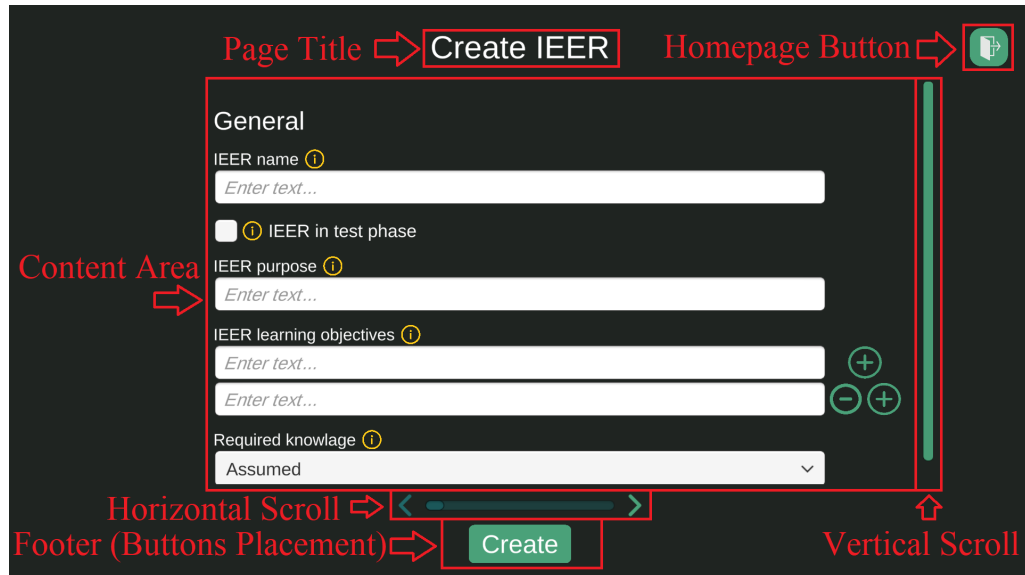 Page Title
Create IEER
Homepage Button
General
IEER name
Enter text...
IEER in test phase
Content Area
IEER purpose
Enter text...
IEER learning objectives
Enter text...
Enter text...
Required knowlage
Assumed
Horizontal Scroll
Footer (Buttons Placement)
Create
Vertical Scroll